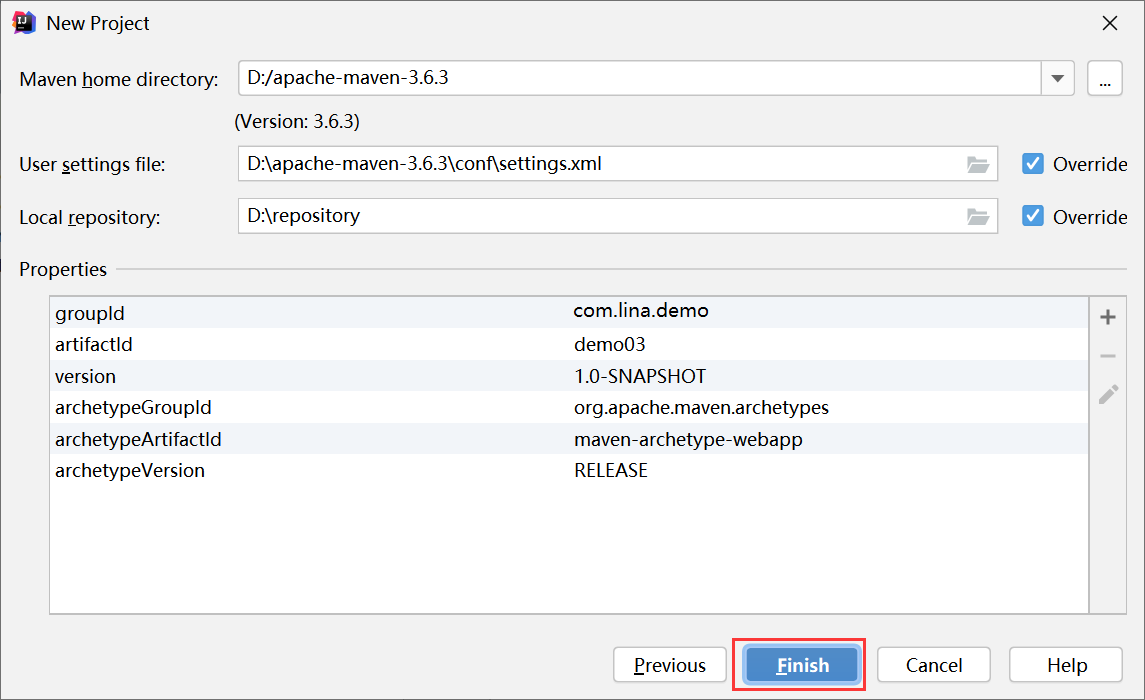 New Project
Maven home directory: D:/apache-maven-3.6.3 ...
(Version: 3.6.3)
User settings file: D:\apache-maven-3.6.3\conf\settings.xml Override
Local repository: D:\repository Override
Properties
groupId com.lina.demo
artifactId demo03
version 1.0-SNAPSHOT
archetypeGroupId org.apache.maven.archetypes
archetypeArtifactId maven-archetype-webapp
archetypeVersion RELEASE
Previous Finish Cancel Help